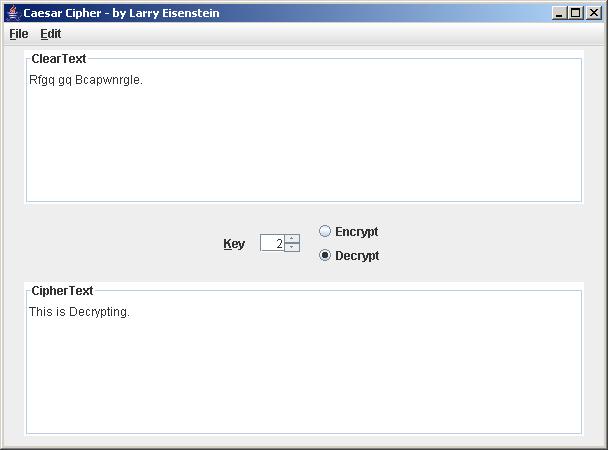 Caesar Cipher - by Larry Eisenstein
File Edit
ClearText
Rfgq gq Bcapwnrgle.
Encrypt
Key 2
Decrypt
CipherText
This is Decrypting.